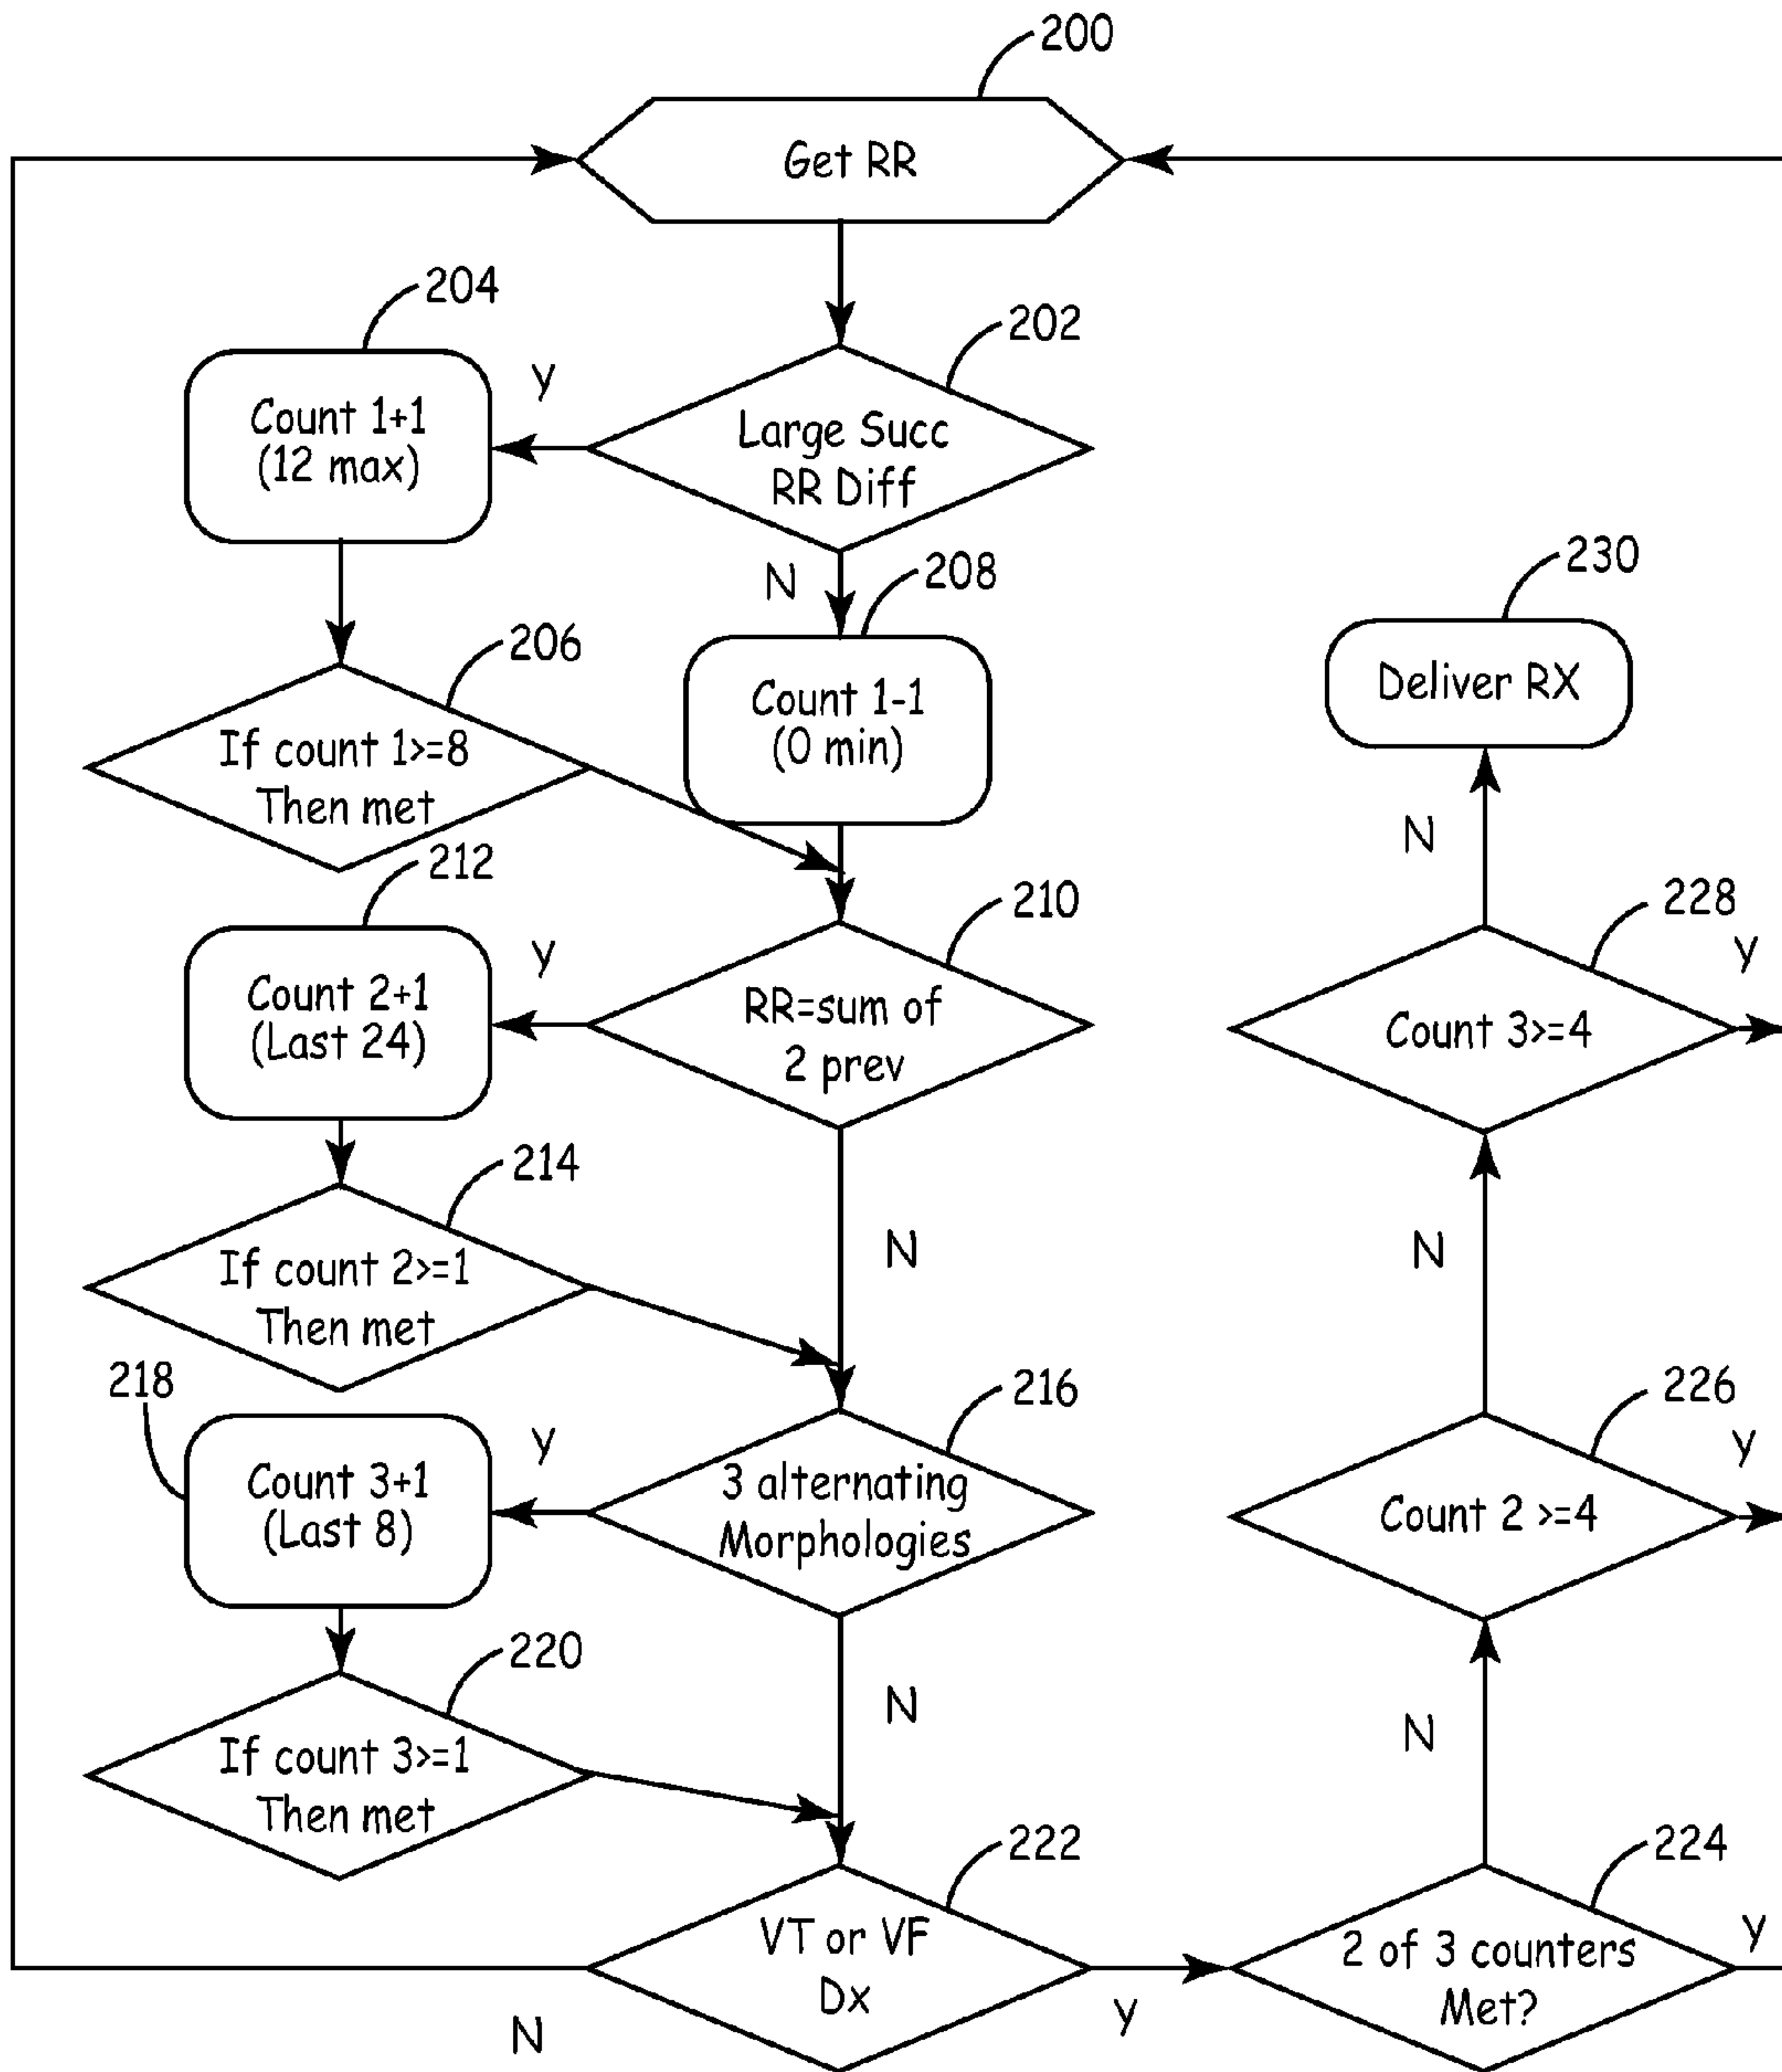 200
Get RR
204
202
Count 1+1
(12 max)
y
Large Succ
RR Diff
N
208
230
206
Count 1-1
(0 min)
Deliver RX
If count 1>=8
Then met
N
212
210
228
Count 2+1
(Last 24)
y
RR=sum of
2 prev
Count 3>=4
y
214
If count 2>=1
Then met
N
N
218
216
226
Count 3+1
(Last 8)
y
3 alternating
Morphologies
Count 2 >=4
y
220
If count 3>=1
Then met
N
N
222
224
VT or VF
Dx
N
y
2 of 3 counters
Met?
y